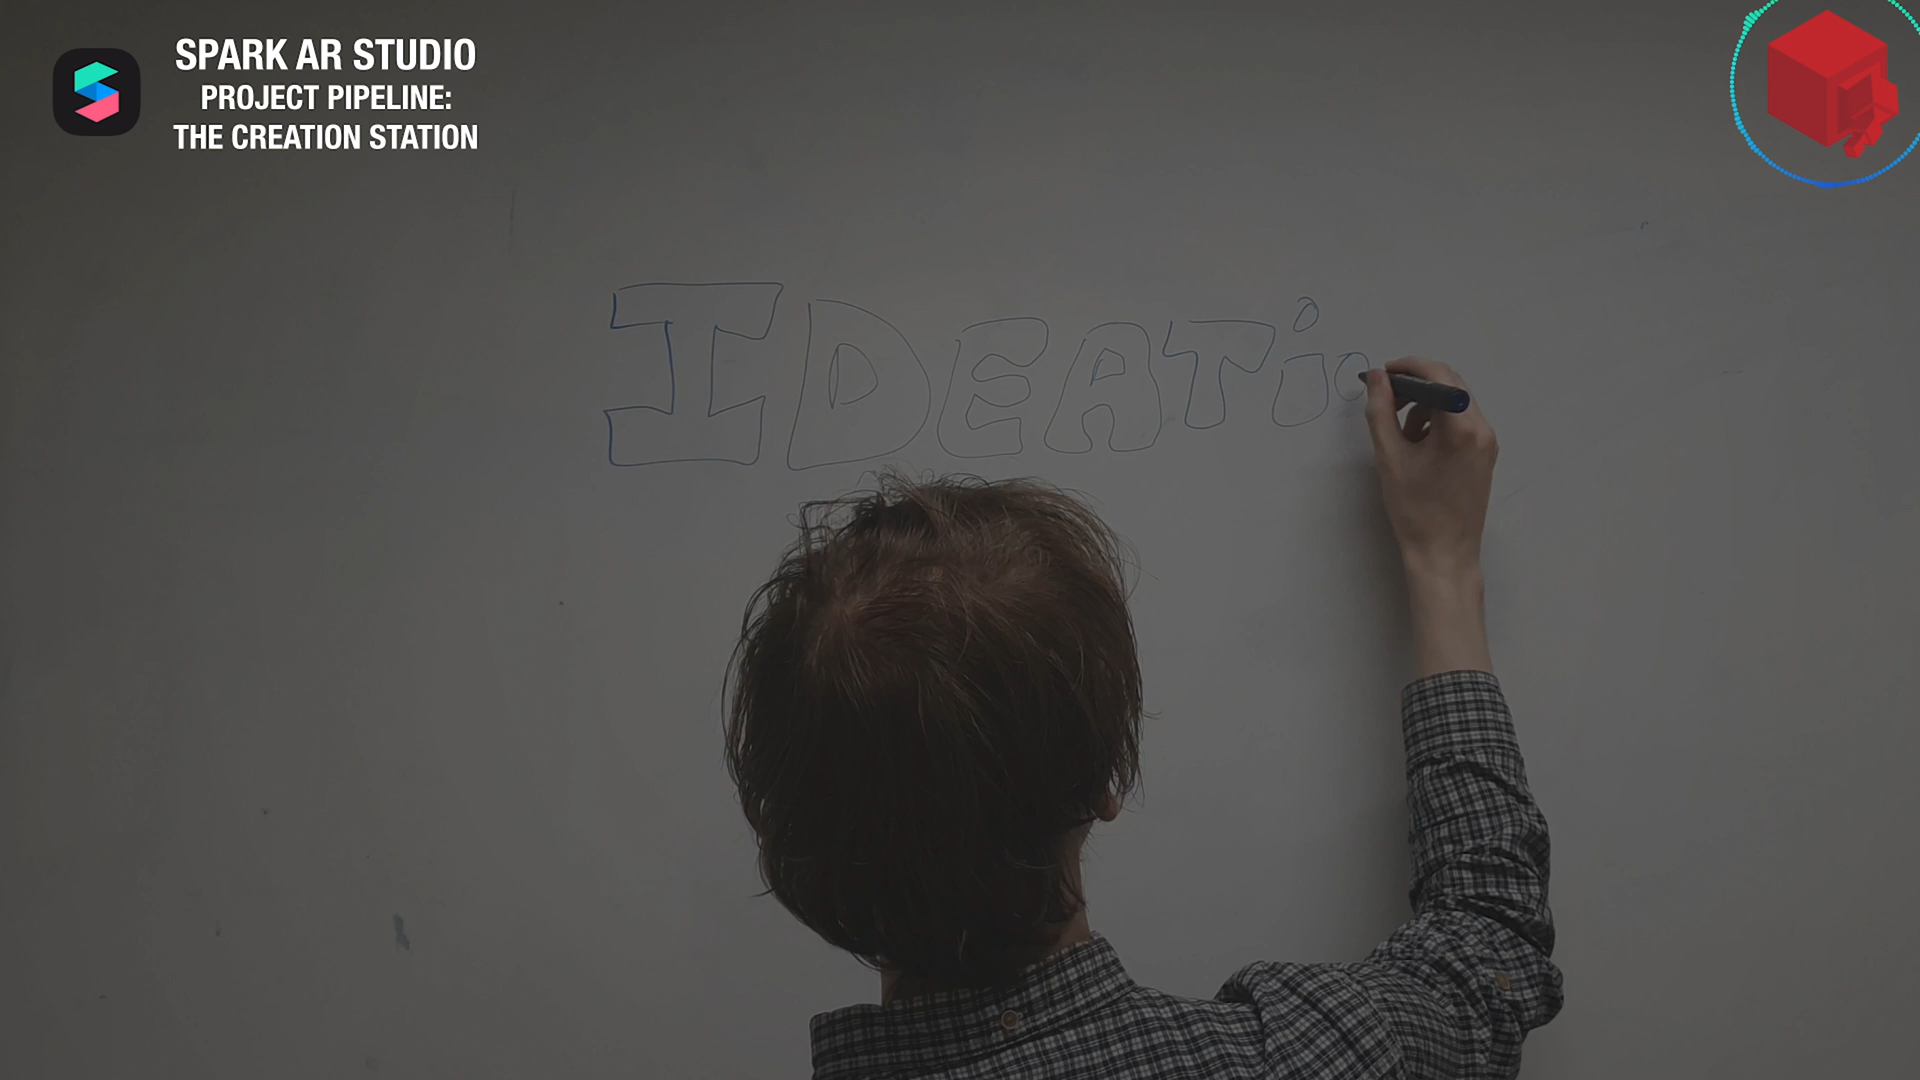 SPARK AR STUDIO
PROJECT PIPELINE:
THE CREATION STATION
IDEATio